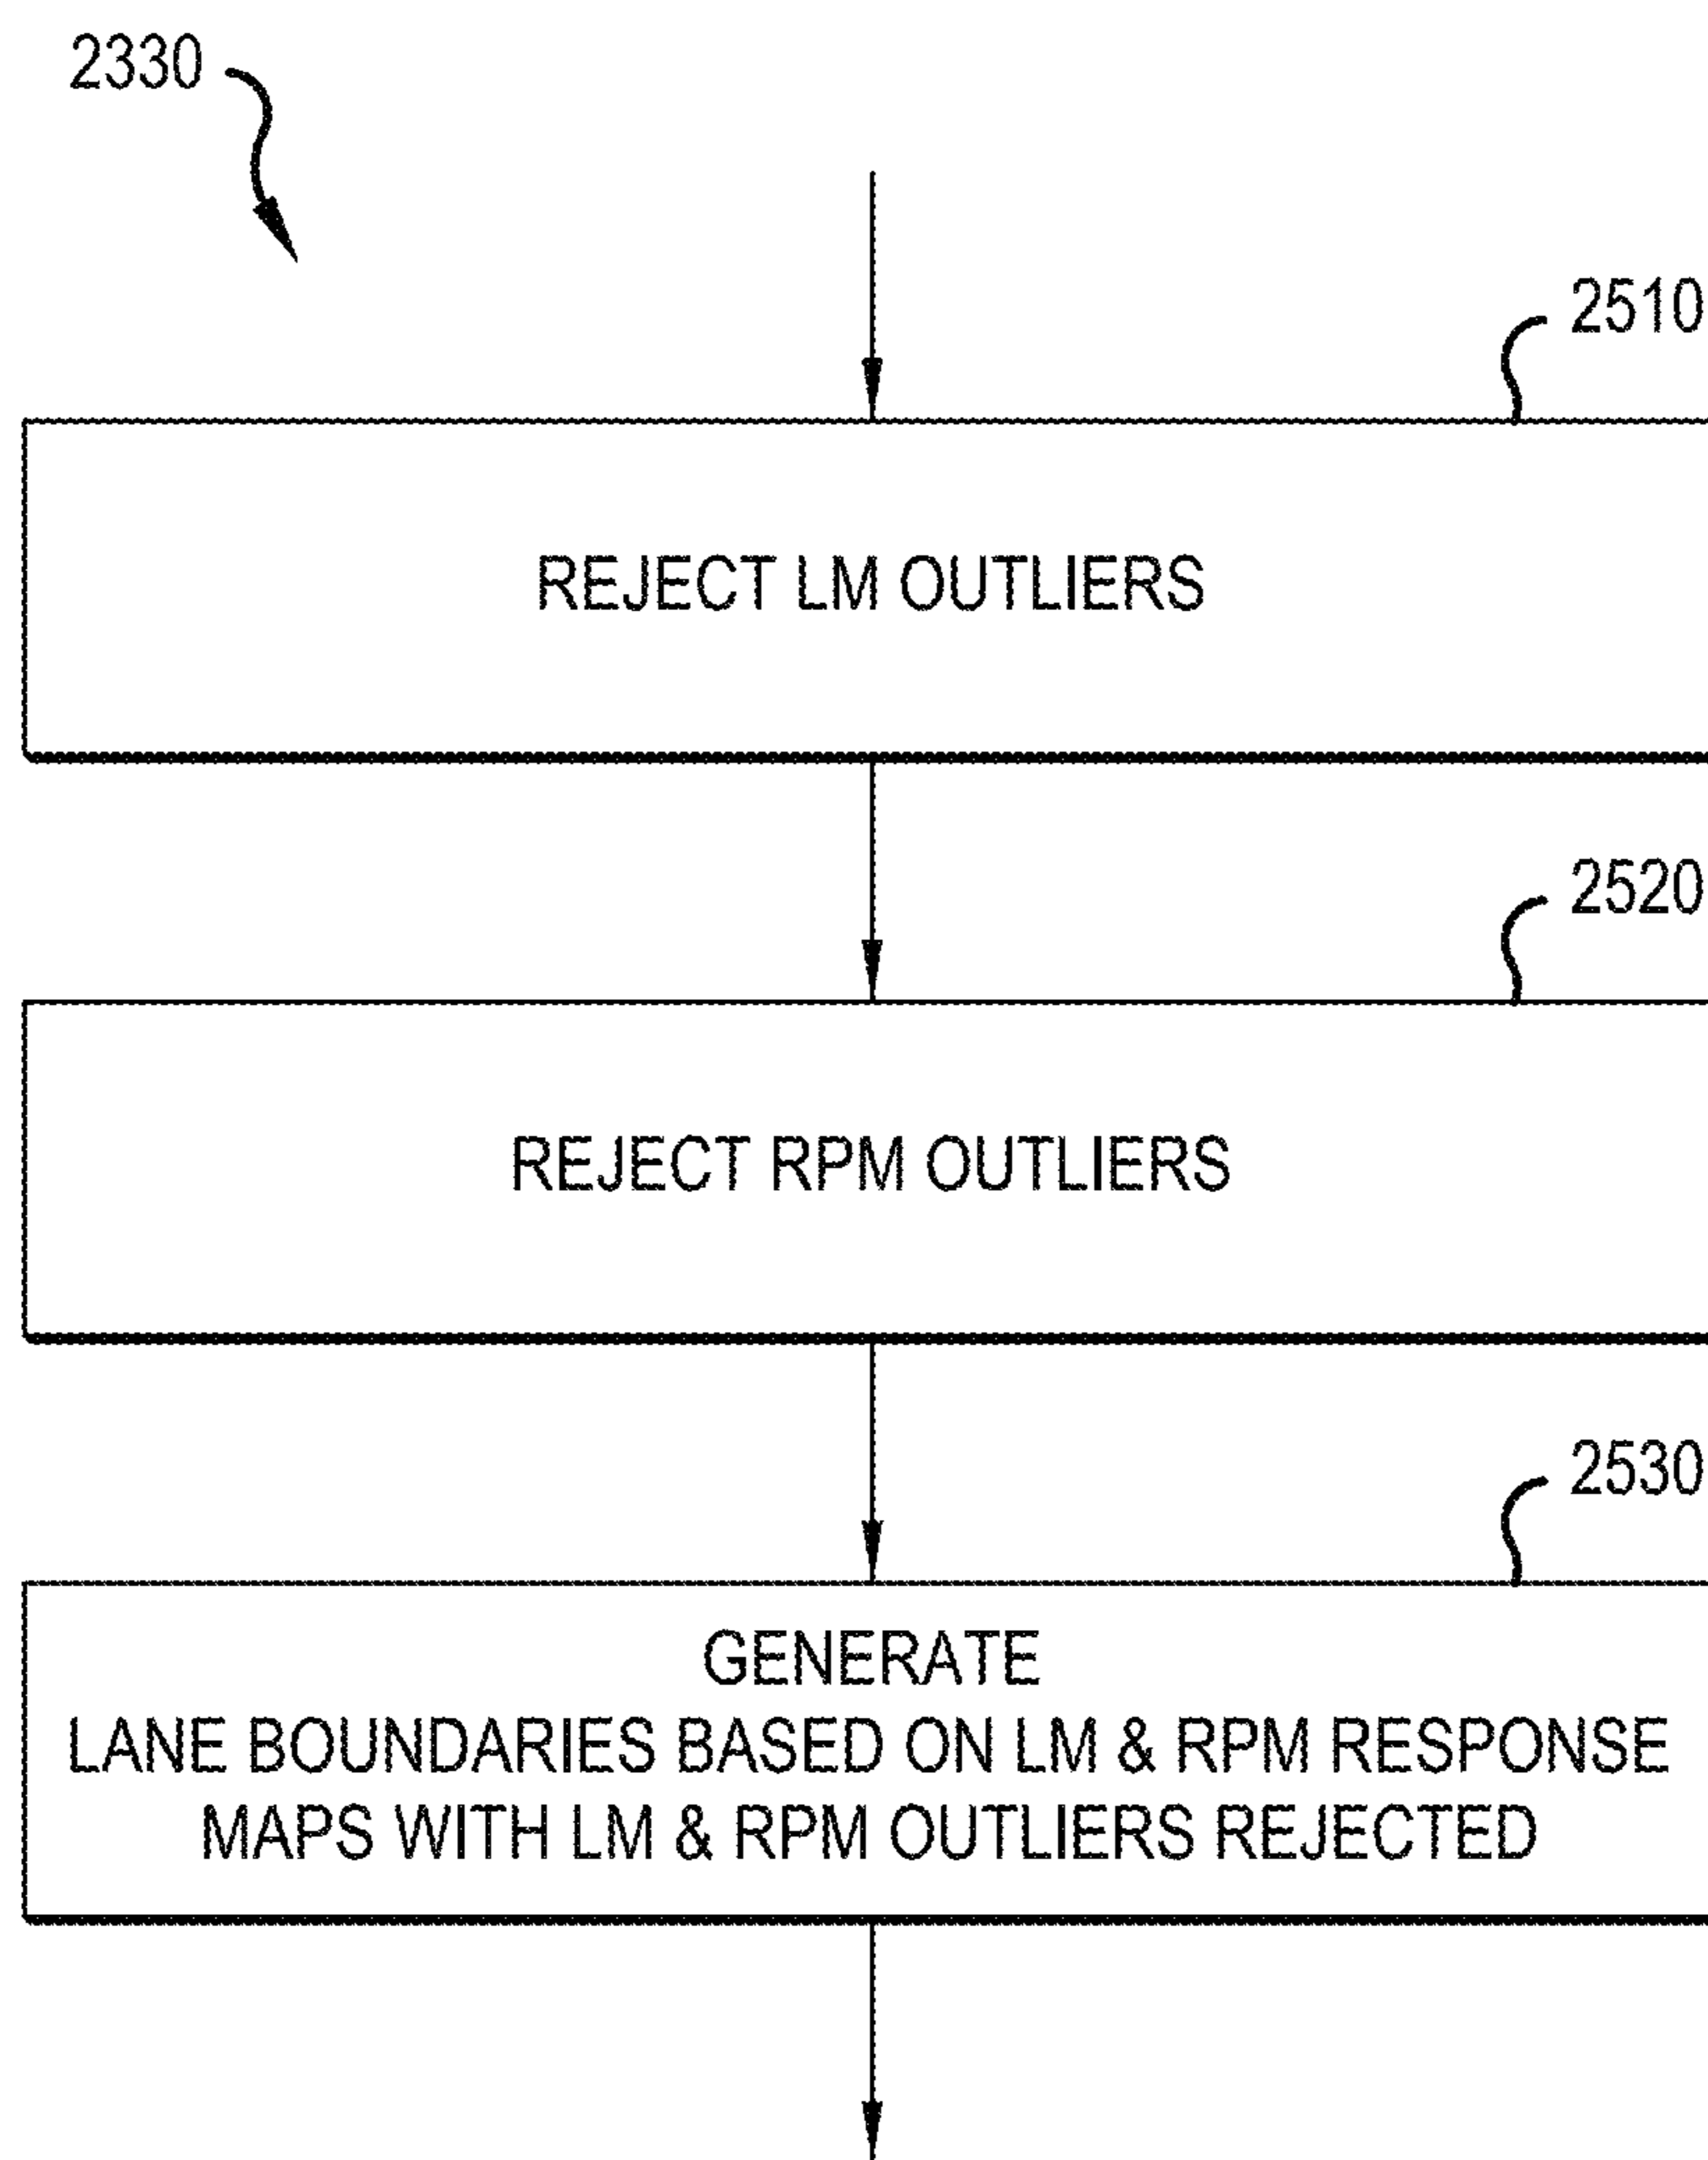 2330
2510
REJECT LM OUTLIERS
2520
REJECT RPM OUTLIERS
2530
GENERATE
LANE BOUNDARIES BASED ON LM & RPM RESPONSE
MAPS WITH LM & RPM OUTLIERS REJECTED